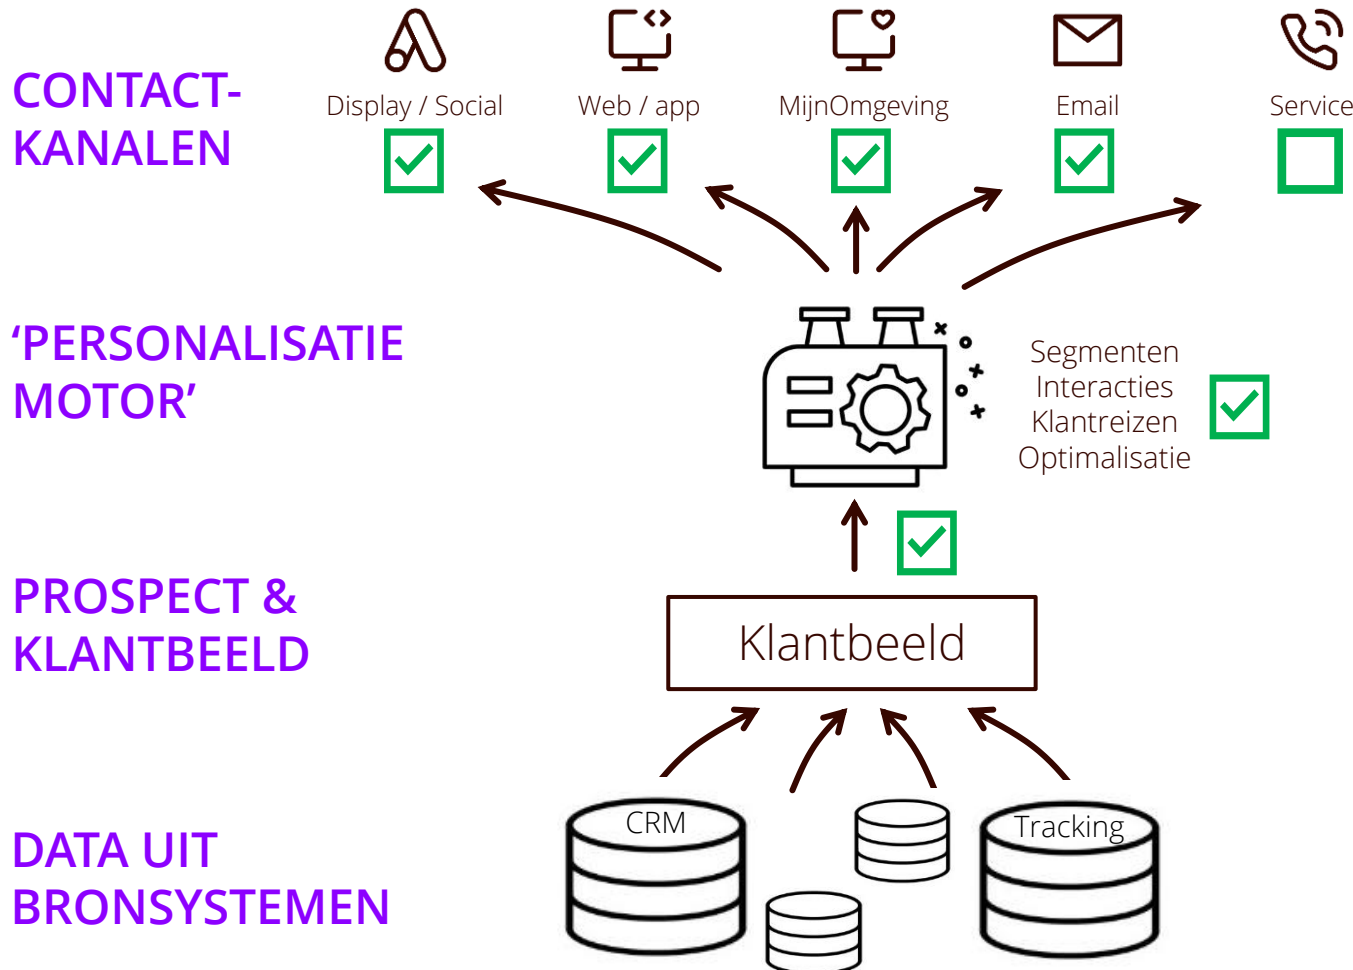 CONTACT-
KANALEN
Display / Social
Web / app
MijnOmgeving
Email
Service
‘PERSONALISATIE
MOTOR’
Segmenten
Interacties
Klantreizen
Optimalisatie
PROSPECT &
KLANTBEELD
Klantbeeld
DATA UIT
BRONSYSTEMEN
CRM
Tracking